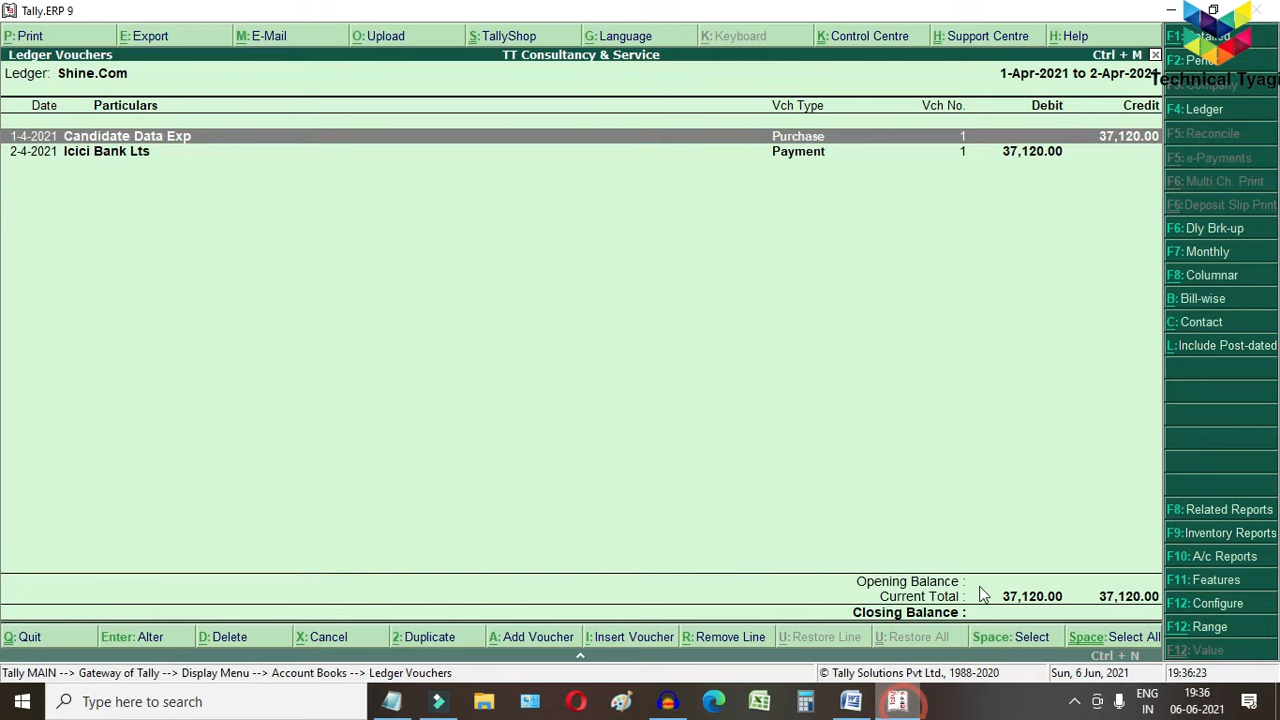 Tally.ERP 9
P: Print E: Export M: E-Mail O: Upload S: TallyShop G: Language K: Keyboard K: Control Centre H: Support Centre H: Help
Ledger Vouchers TT Consultancy & Service Ctrl + M
Ledger: Shine.Com 1-Apr-2021 to 2-Apr-2021
Date Particulars Vch Type Vch No. Debit Credit
1-4-2021 Candidate Data Exp Purchase 1 37,120.00
2-4-2021 Icici Bank Lts Payment 1 37,120.00
Opening Balance :
Current Total : 37,120.00 37,120.00
Closing Balance :
Technical Tyagi
F4: Ledger
F5: Reconcile
F5: e-Payments
F6: Multi Ch. Print
F6: Deposit Slip Print
F6: Dly Brk-up
F7: Monthly
F8: Columnar
B: Bill-wise
C: Contact
L: Include Post-dated
F8: Related Reports
F9: Inventory Reports
F10: A/c Reports
F11: Features
F12: Configure
F12: Range
F12: Value
Q: Quit Enter: Alter D: Delete X: Cancel 2: Duplicate A: Add Voucher I: Insert Voucher R: Remove Line U: Restore Line U: Restore All Space: Select Space: Select All
Ctrl + N
Tally MAIN --> Gateway of Tally --> Display Menu --> Account Books --> Ledger Vouchers © Tally Solutions Pvt Ltd., 1988-2020 Sun, 6 Jun, 2021 19:36:23
Type here to search ENG 19:36
IN 06-06-2021